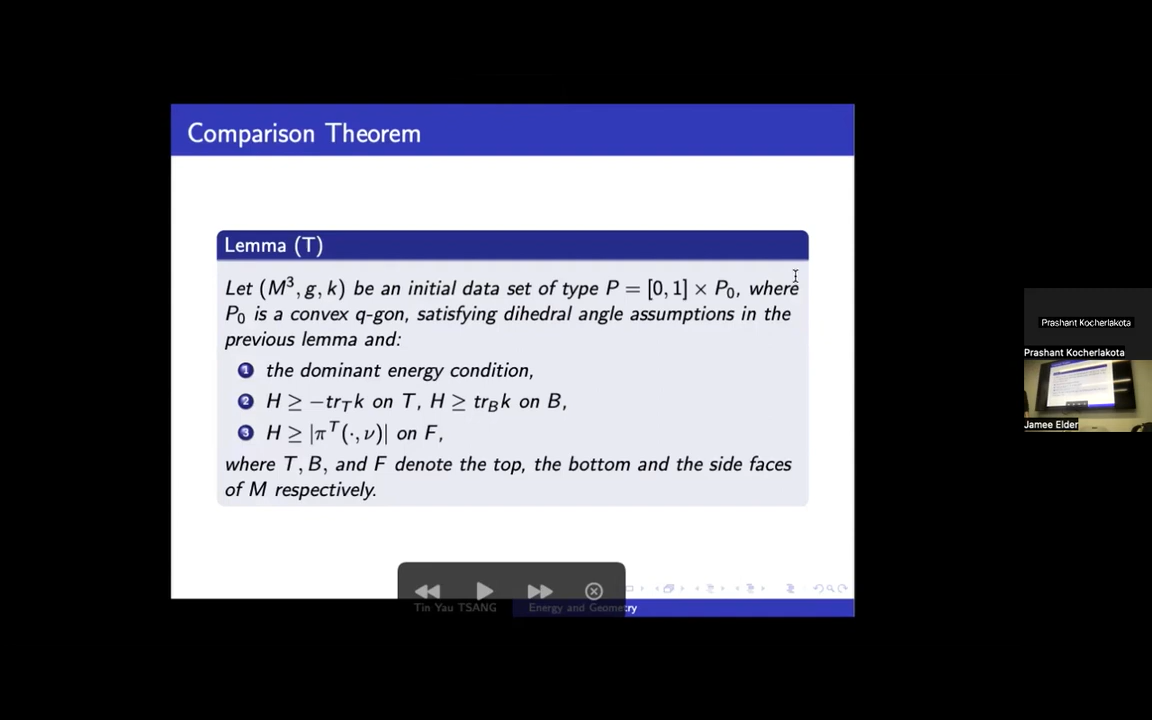 Comparison Theorem
Lemma (T)
Let (M³, g, k) be an initial data set of type P = [0, 1] × P₀, where
P₀ is a convex q-gon, satisfying dihedral angle assumptions in the
previous lemma and:
1 the dominant energy condition,
2 H ≥ −tr_T k on T, H ≥ tr_B k on B,
3 H ≥ |π^T(·, ν)| on F,
where T, B, and F denote the top, the bottom and the side faces
of M respectively.
Tin Yau TSANG
Energy and Geometry
Prashant Kocherlakota
Prashant Kocherlakota
Jamee Elder